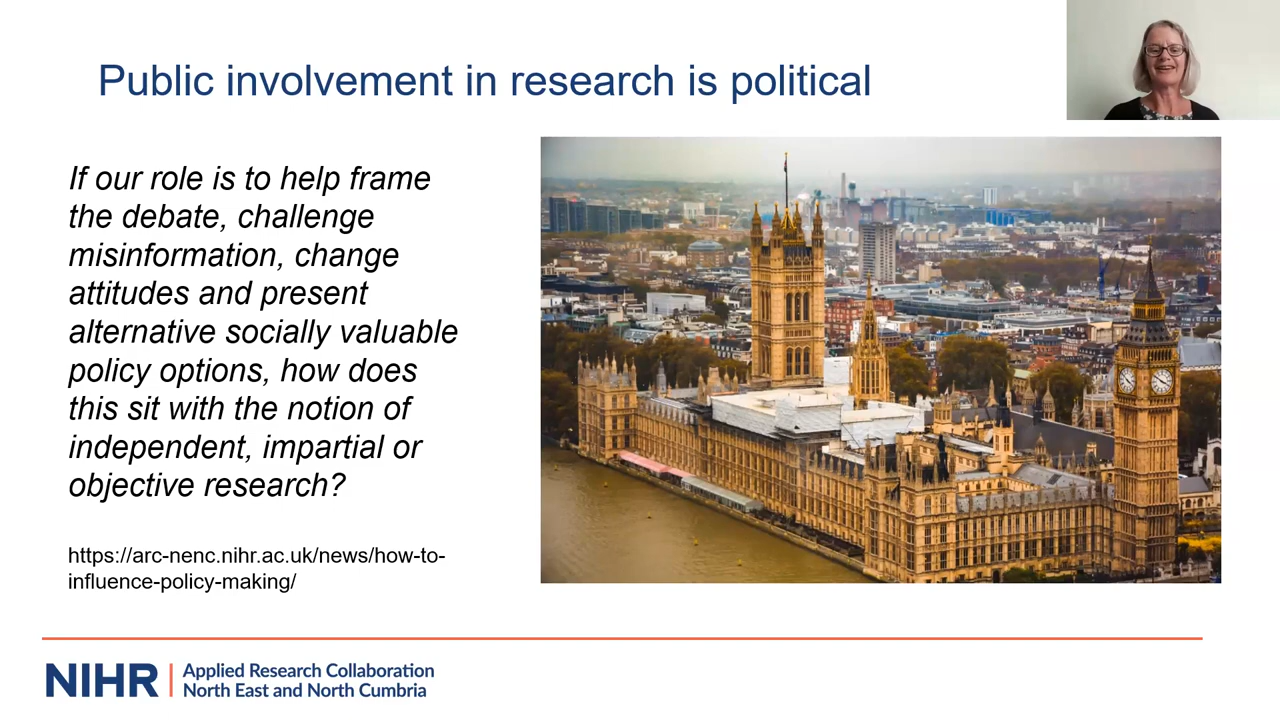 Public involvement in research is political
If our role is to help frame
the debate, challenge
misinformation, change
attitudes and present
alternative socially valuable
policy options, how does
this sit with the notion of
independent, impartial or
objective research?
https://arc-nenc.nihr.ac.uk/news/how-to-
influence-policy-making/
NIHR | Applied Research Collaboration
North East and North Cumbria